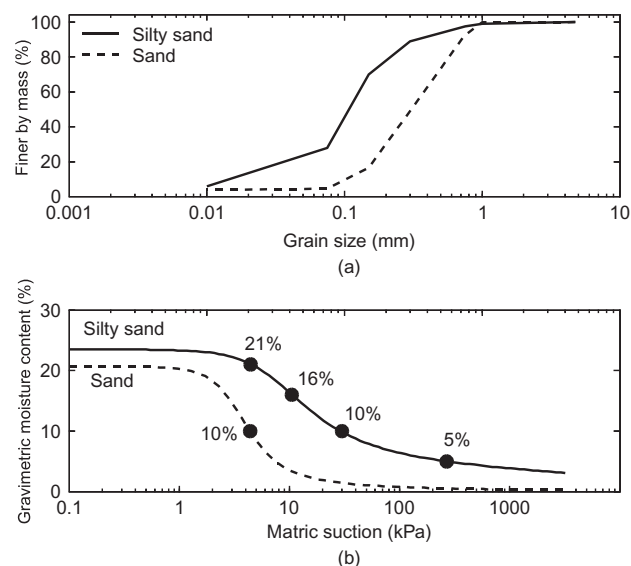 100
80
60
40
20
0
Finer by mass (%)
Silty sand
Sand
0.001
0.01
0.1
1
10
Grain size (mm)
(a)
30
20
10
0
Gravimetric moisture content (%)
Silty sand
Sand
21%
16%
10%
10%
5%
0.1
1
10
100
1000
Matric suction (kPa)
(b)